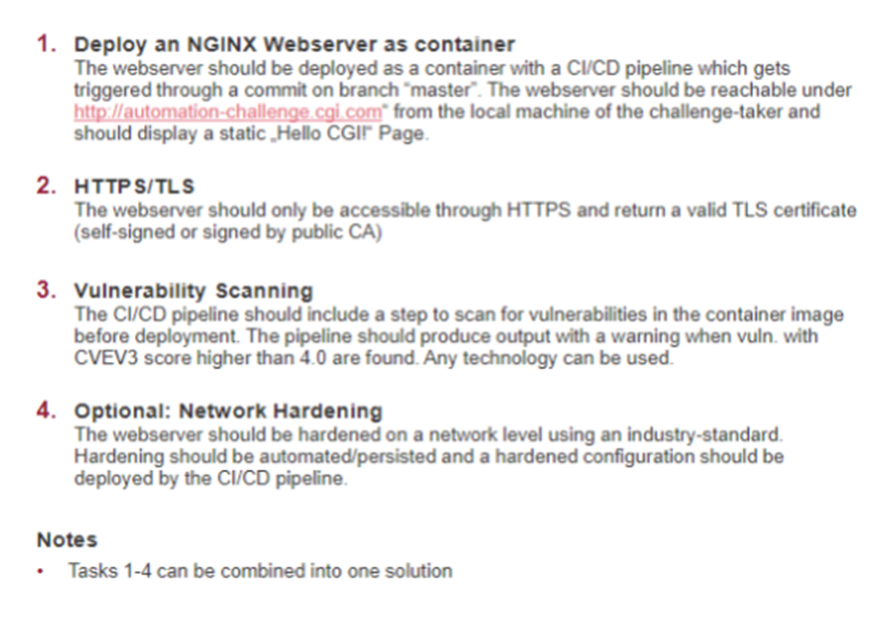 1. Deploy an NGINX Webserver as container
The webserver should be deployed as a container with a CI/CD pipeline which gets
triggered through a commit on branch “master”. The webserver should be reachable under
http://automation-challenge.cgi.com“ from the local machine of the challenge-taker and
should display a static „Hello CGI!“ Page.
2. HTTPS/TLS
The webserver should only be accessible through HTTPS and return a valid TLS certificate
(self-signed or signed by public CA)
3. Vulnerability Scanning
The CI/CD pipeline should include a step to scan for vulnerabilities in the container image
before deployment. The pipeline should produce output with a warning when vuln. with
CVEV3 score higher than 4.0 are found. Any technology can be used.
4. Optional: Network Hardening
The webserver should be hardened on a network level using an industry-standard.
Hardening should be automated/persisted and a hardened configuration should be
deployed by the CI/CD pipeline.
Notes
• Tasks 1-4 can be combined into one solution